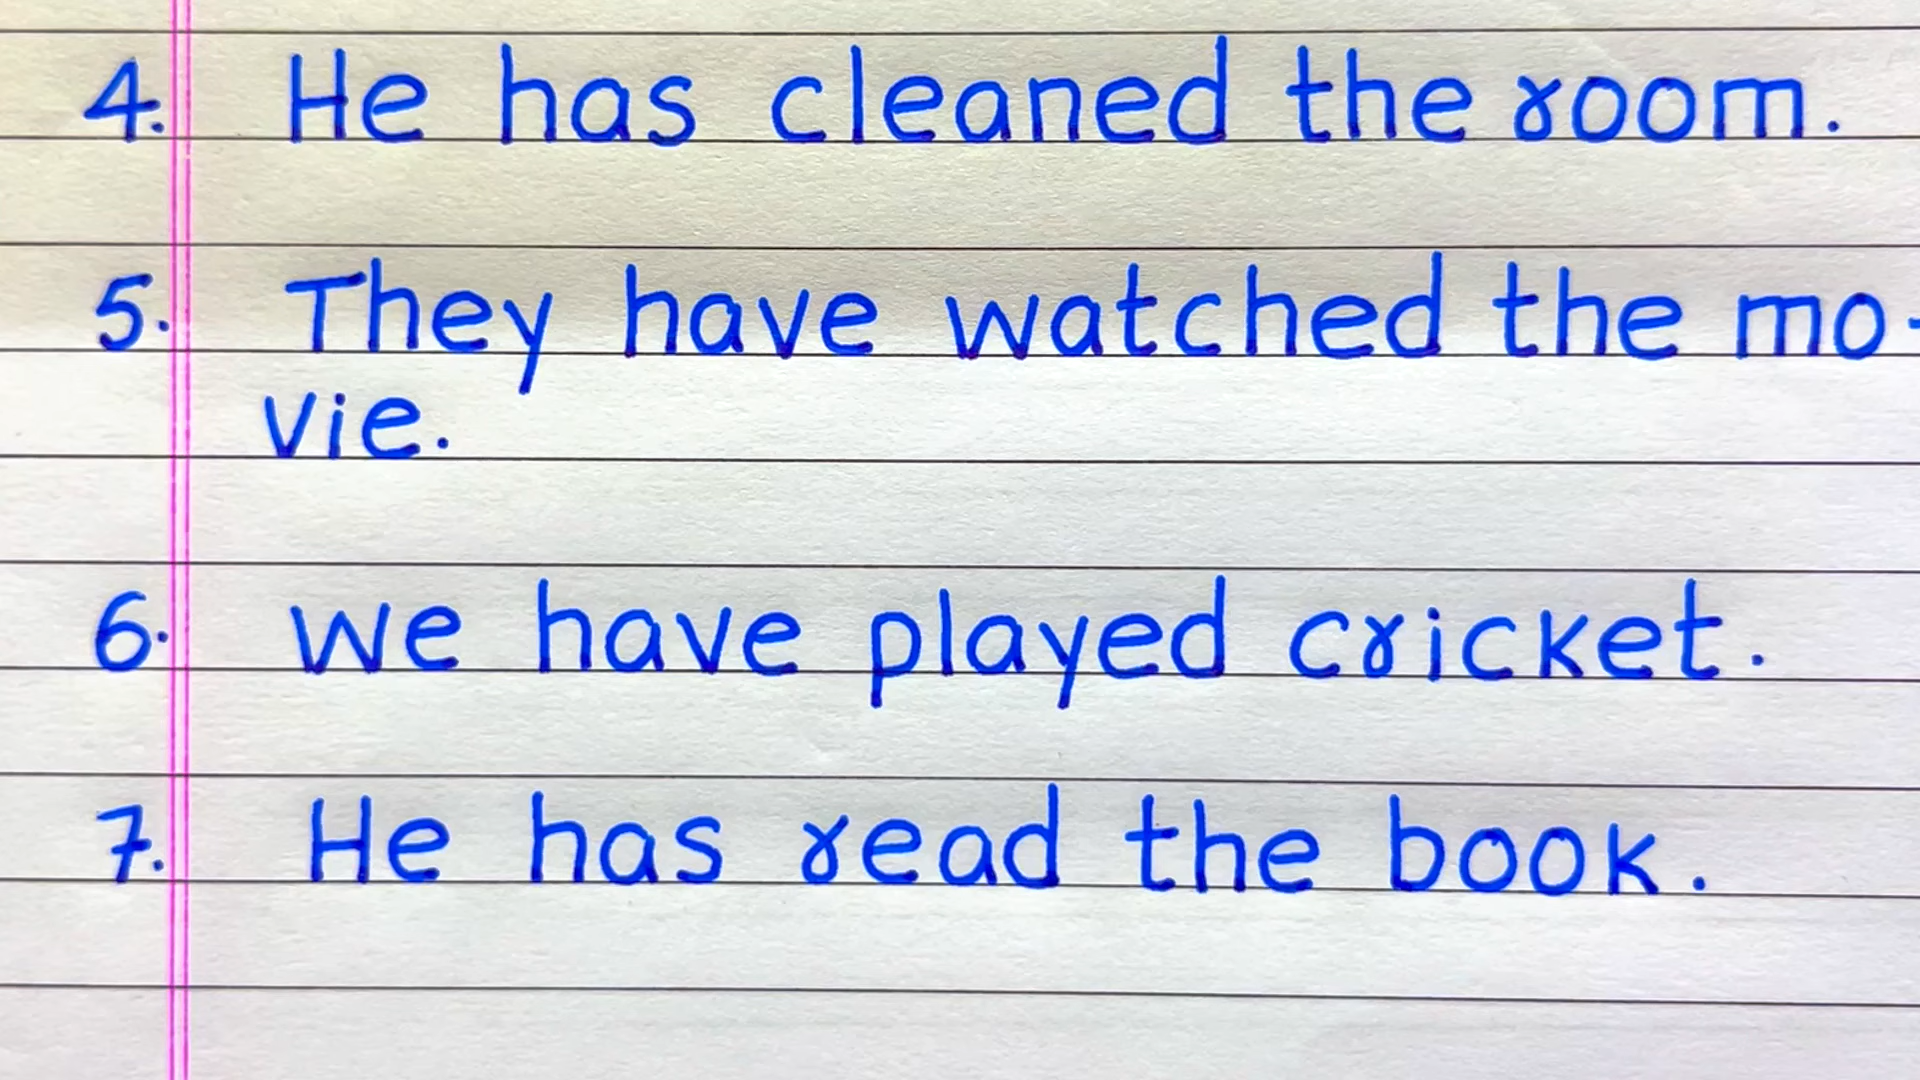 4. He has cleaned the room.
5. They have watched the mo-
vie.
6. We have played cricket.
7. He has read the book.